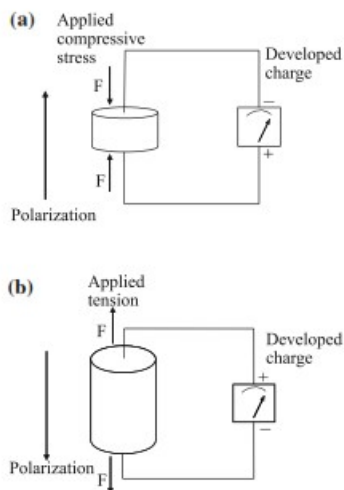 (a)
Applied
compressive
stress
F
Developed
charge
−
+
F
Polarization
(b)
Applied
tension
F
Developed
charge
+
−
Polarization
F